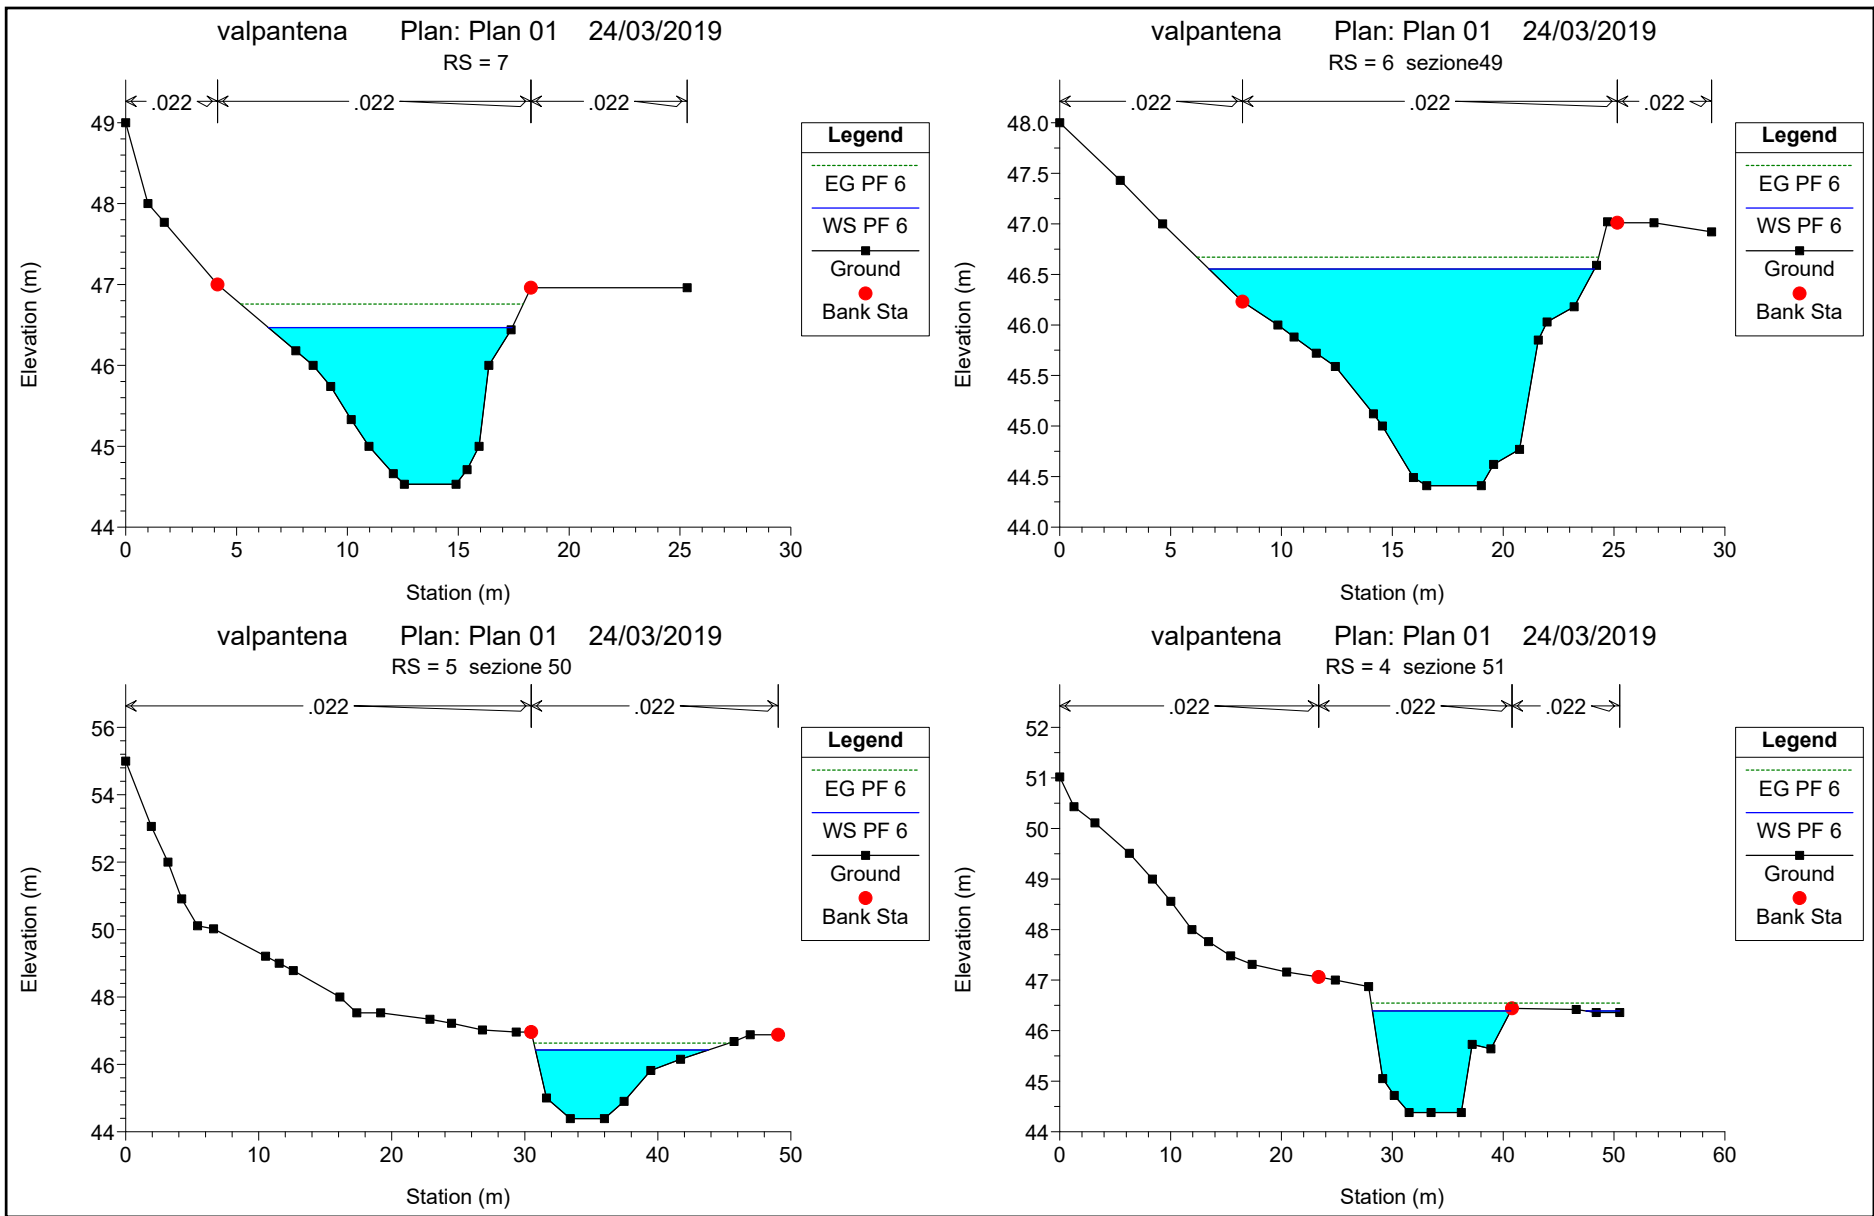 valpantena Plan: Plan 01 24/03/2019
RS = 7
.022 .022 .022
49
48
47
46
45
44
0 5 10 15 20 25 30
Elevation (m)
Station (m)
Legend
EG PF 6
WS PF 6
Ground
Bank Sta
valpantena Plan: Plan 01 24/03/2019
RS = 6 sezione49
.022 .022 .022
48.0
47.5
47.0
46.5
46.0
45.5
45.0
44.5
44.0
0 5 10 15 20 25 30
Elevation (m)
Station (m)
Legend
EG PF 6
WS PF 6
Ground
Bank Sta
valpantena Plan: Plan 01 24/03/2019
RS = 5 sezione 50
.022 .022
56
54
52
50
48
46
44
0 10 20 30 40 50
Elevation (m)
Station (m)
Legend
EG PF 6
WS PF 6
Ground
Bank Sta
valpantena Plan: Plan 01 24/03/2019
RS = 4 sezione 51
.022 .022 .022
52
51
50
49
48
47
46
45
44
0 10 20 30 40 50 60
Elevation (m)
Station (m)
Legend
EG PF 6
WS PF 6
Ground
Bank Sta